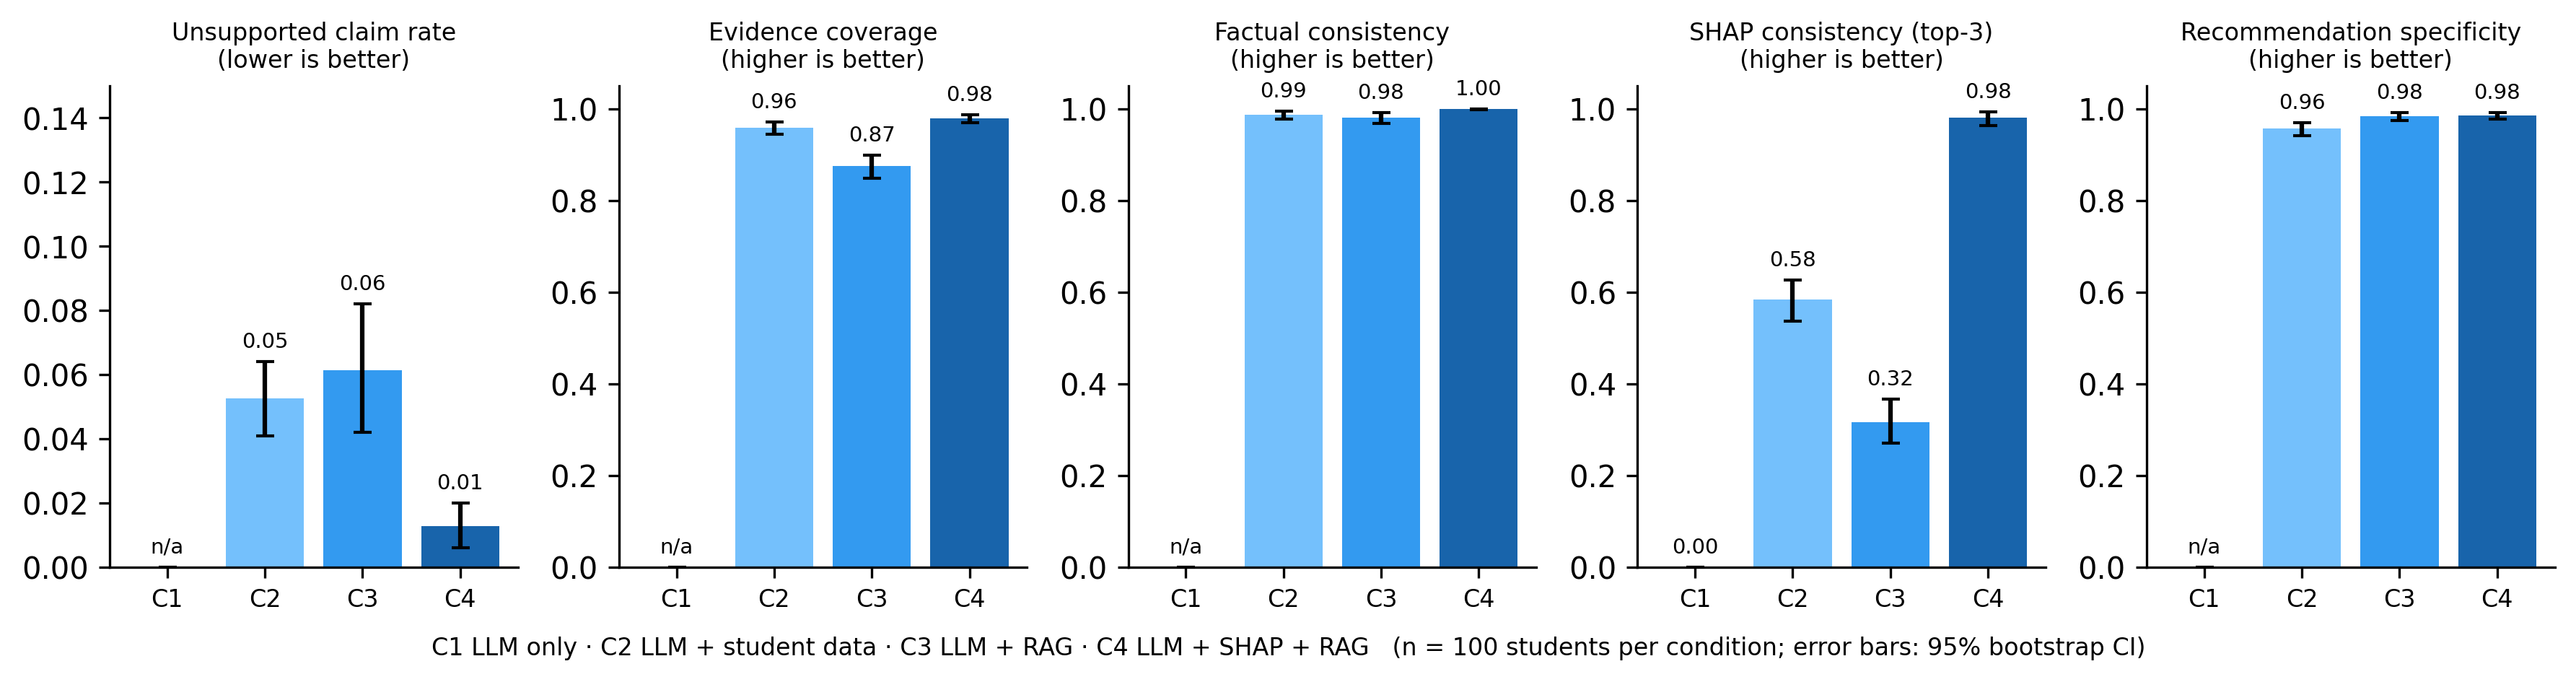 Unsupported claim rate
(lower is better)
0.14
0.12
0.10
0.08
0.06
0.04
0.02
0.00
n/a
0.05
0.06
0.01
C1
C2
C3
C4
Evidence coverage
(higher is better)
1.0
0.8
0.6
0.4
0.2
0.0
n/a
0.96
0.87
0.98
C1
C2
C3
C4
Factual consistency
(higher is better)
1.0
0.8
0.6
0.4
0.2
0.0
n/a
0.99
0.98
1.00
C1
C2
C3
C4
SHAP consistency (top-3)
(higher is better)
1.0
0.8
0.6
0.4
0.2
0.0
0.00
0.58
0.32
0.98
C1
C2
C3
C4
Recommendation specificity
(higher is better)
1.0
0.8
0.6
0.4
0.2
0.0
n/a
0.96
0.98
0.98
C1
C2
C3
C4
C1 LLM only · C2 LLM + student data · C3 LLM + RAG · C4 LLM + SHAP + RAG (n = 100 students per condition; error bars: 95% bootstrap CI)